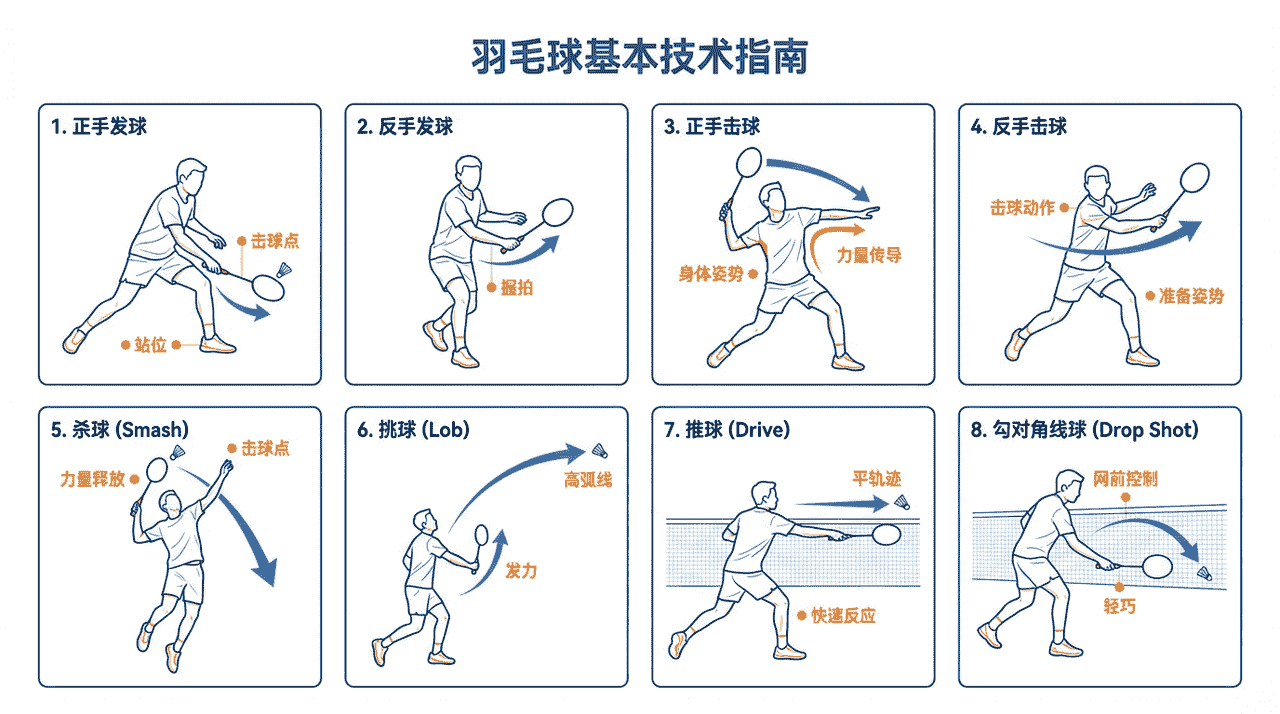 羽毛球基本技术指南
1. 正手发球
击球点
站位
2. 反手发球
握拍
3. 正手击球
力量传导
身体姿势
4. 反手击球
击球动作
准备姿势
5. 杀球 (Smash)
击球点
力量释放
6. 挑球 (Lob)
高弧线
发力
7. 推球 (Drive)
平轨迹
快速反应
8. 勾对角线球 (Drop Shot)
网前控制
轻巧